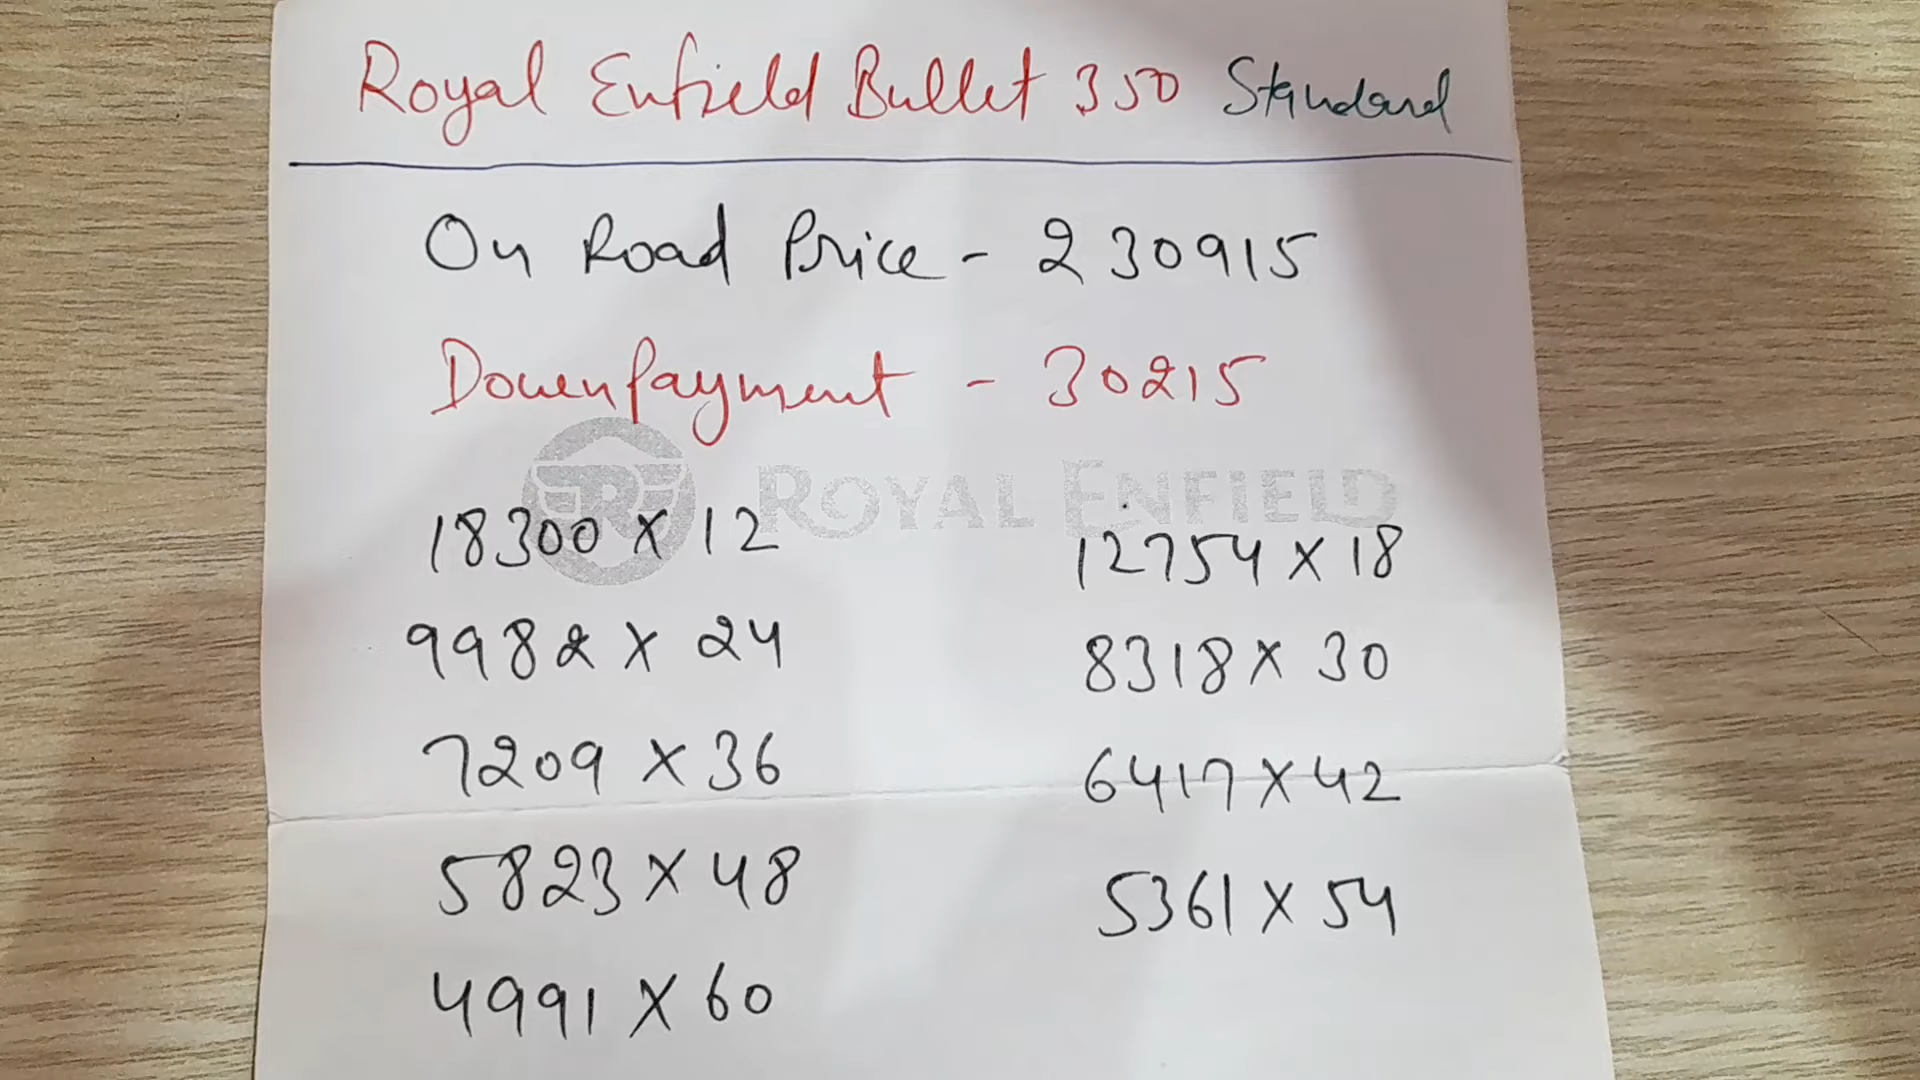 Royal Enfield Bullet 350 Standard
On Road Price - 230915
Downpayment - 30215
ROYAL ENFIELD
18300 X 12
12754 X 18
9982 X 24
8318 X 30
7209 X 36
6417 X 42
5823 X 48
5361 X 54
4991 X 60